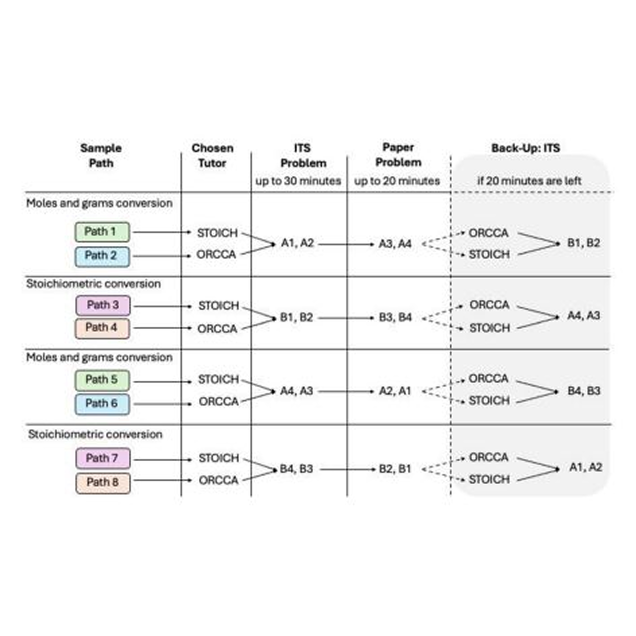 Sample Path Chosen Tutor ITS Problem Paper Problem Back-Up: ITS
up to 30 minutes up to 20 minutes if 20 minutes are left
Moles and grams conversion
Path 1 STOICH ORCCA
A1, A2 A3, A4 B1, B2
Path 2 ORCCA STOICH
Stoichiometric conversion
Path 3 STOICH ORCCA
B1, B2 B3, B4 A4, A3
Path 4 ORCCA STOICH
Moles and grams conversion
Path 5 STOICH ORCCA
A4, A3 A2, A1 B4, B3
Path 6 ORCCA STOICH
Stoichiometric conversion
Path 7 STOICH ORCCA
B4, B3 B2, B1 A1, A2
Path 8 ORCCA STOICH